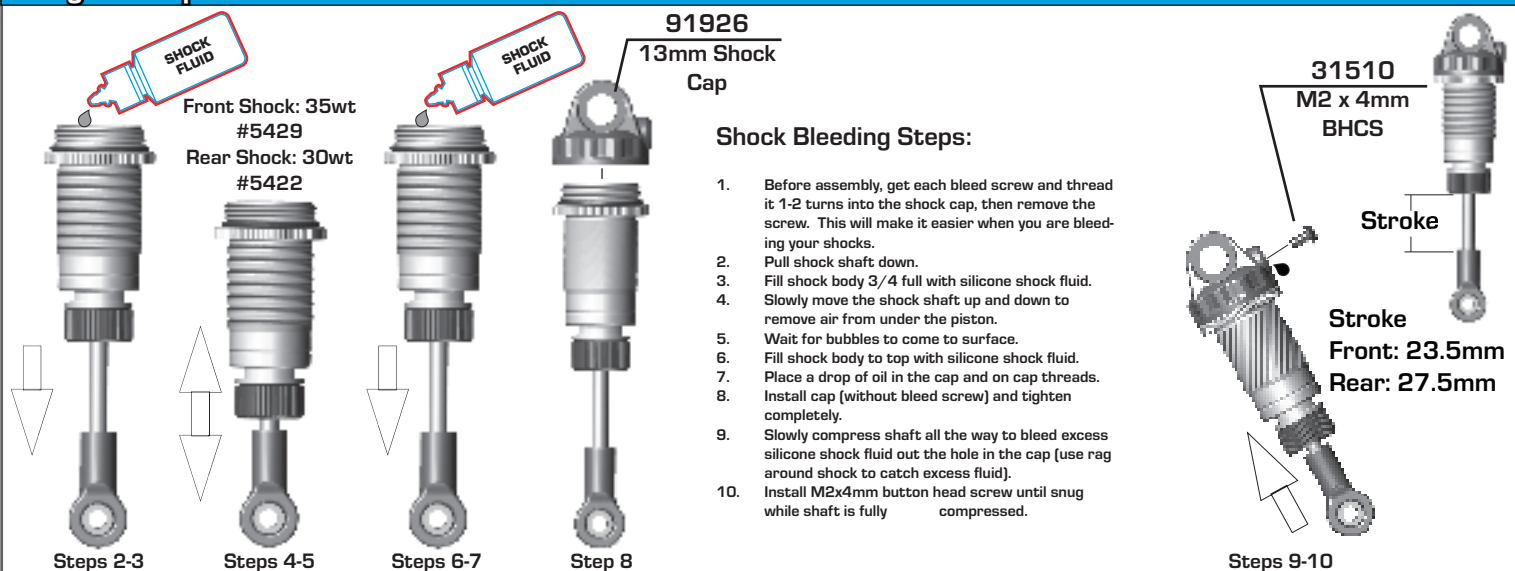 SHOCK
FLUID
Front Shock: 35wt
#5429
Rear Shock: 30wt
#5422
SHOCK
FLUID
91926
13mm Shock
Cap
Shock Bleeding Steps:
1. Before assembly, get each bleed screw and thread
it 1-2 turns into the shock cap, then remove the
screw. This will make it easier when you are bleed-
ing your shocks.
2. Pull shock shaft down.
3. Fill shock body 3/4 full with silicone shock fluid.
4. Slowly move the shock shaft up and down to
remove air from under the piston.
5. Wait for bubbles to come to surface.
6. Fill shock body to top with silicone shock fluid.
7. Place a drop of oil in the cap and on cap threads.
8. Install cap (without bleed screw) and tighten
completely.
9. Slowly compress shaft all the way to bleed excess
silicone shock fluid out the hole in the cap (use rag
around shock to catch excess fluid).
10. Install M2x4mm button head screw until snug
while shaft is fully compressed.
31510
M2 x 4mm
BHCS
Stroke
Stroke
Front: 23.5mm
Rear: 27.5mm
Steps 2-3
Steps 4-5
Steps 6-7
Step 8
Steps 9-10